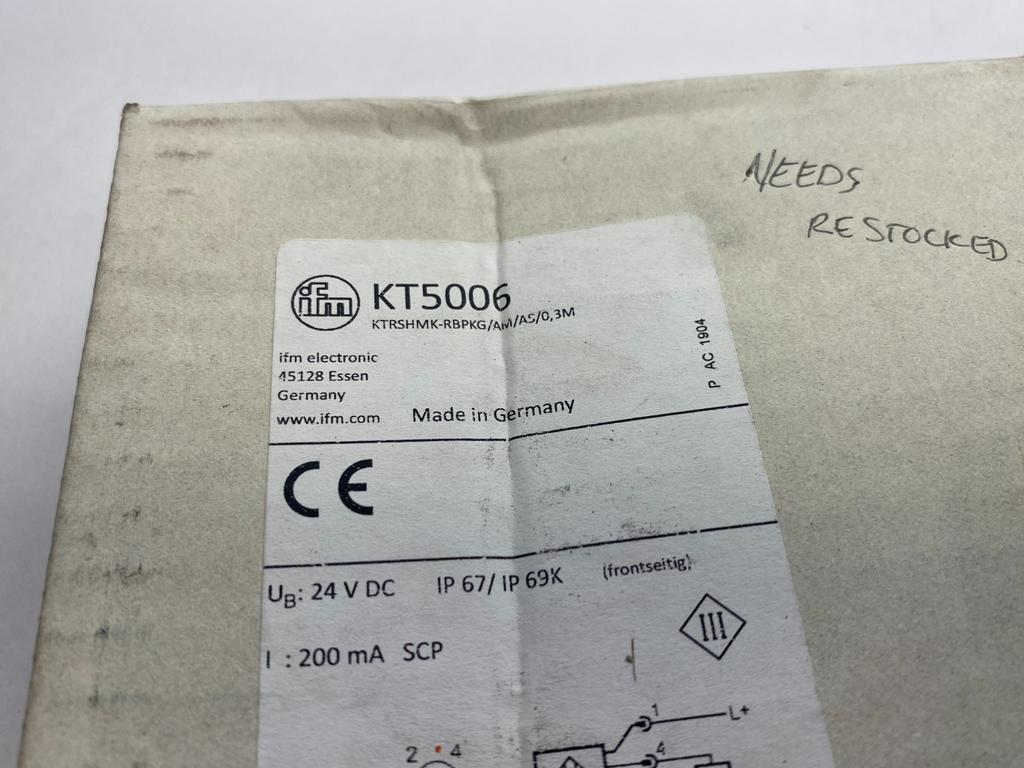 NEEDS
RESTOCKED
ifm KT5006
KTRSHMK-RBPKG/AM/AS/0,3M
ifm electronic
45128 Essen
Germany
www.ifm.com Made in Germany
P AC 1904
CE
UB: 24 V DC IP 67/ IP 69K (frontseitig)
III
I : 200 mA SCP
1 L+
2 4 4